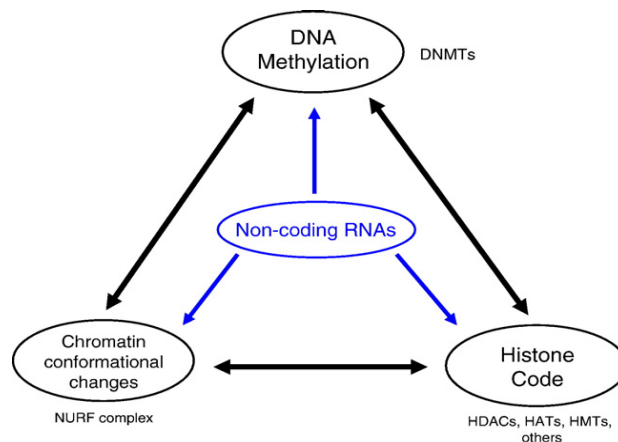 DNA
Methylation
DNMTs
Non-coding RNAs
Chromatin
conformational
changes
NURF complex
Histone
Code
HDACs, HATs, HMTs,
others